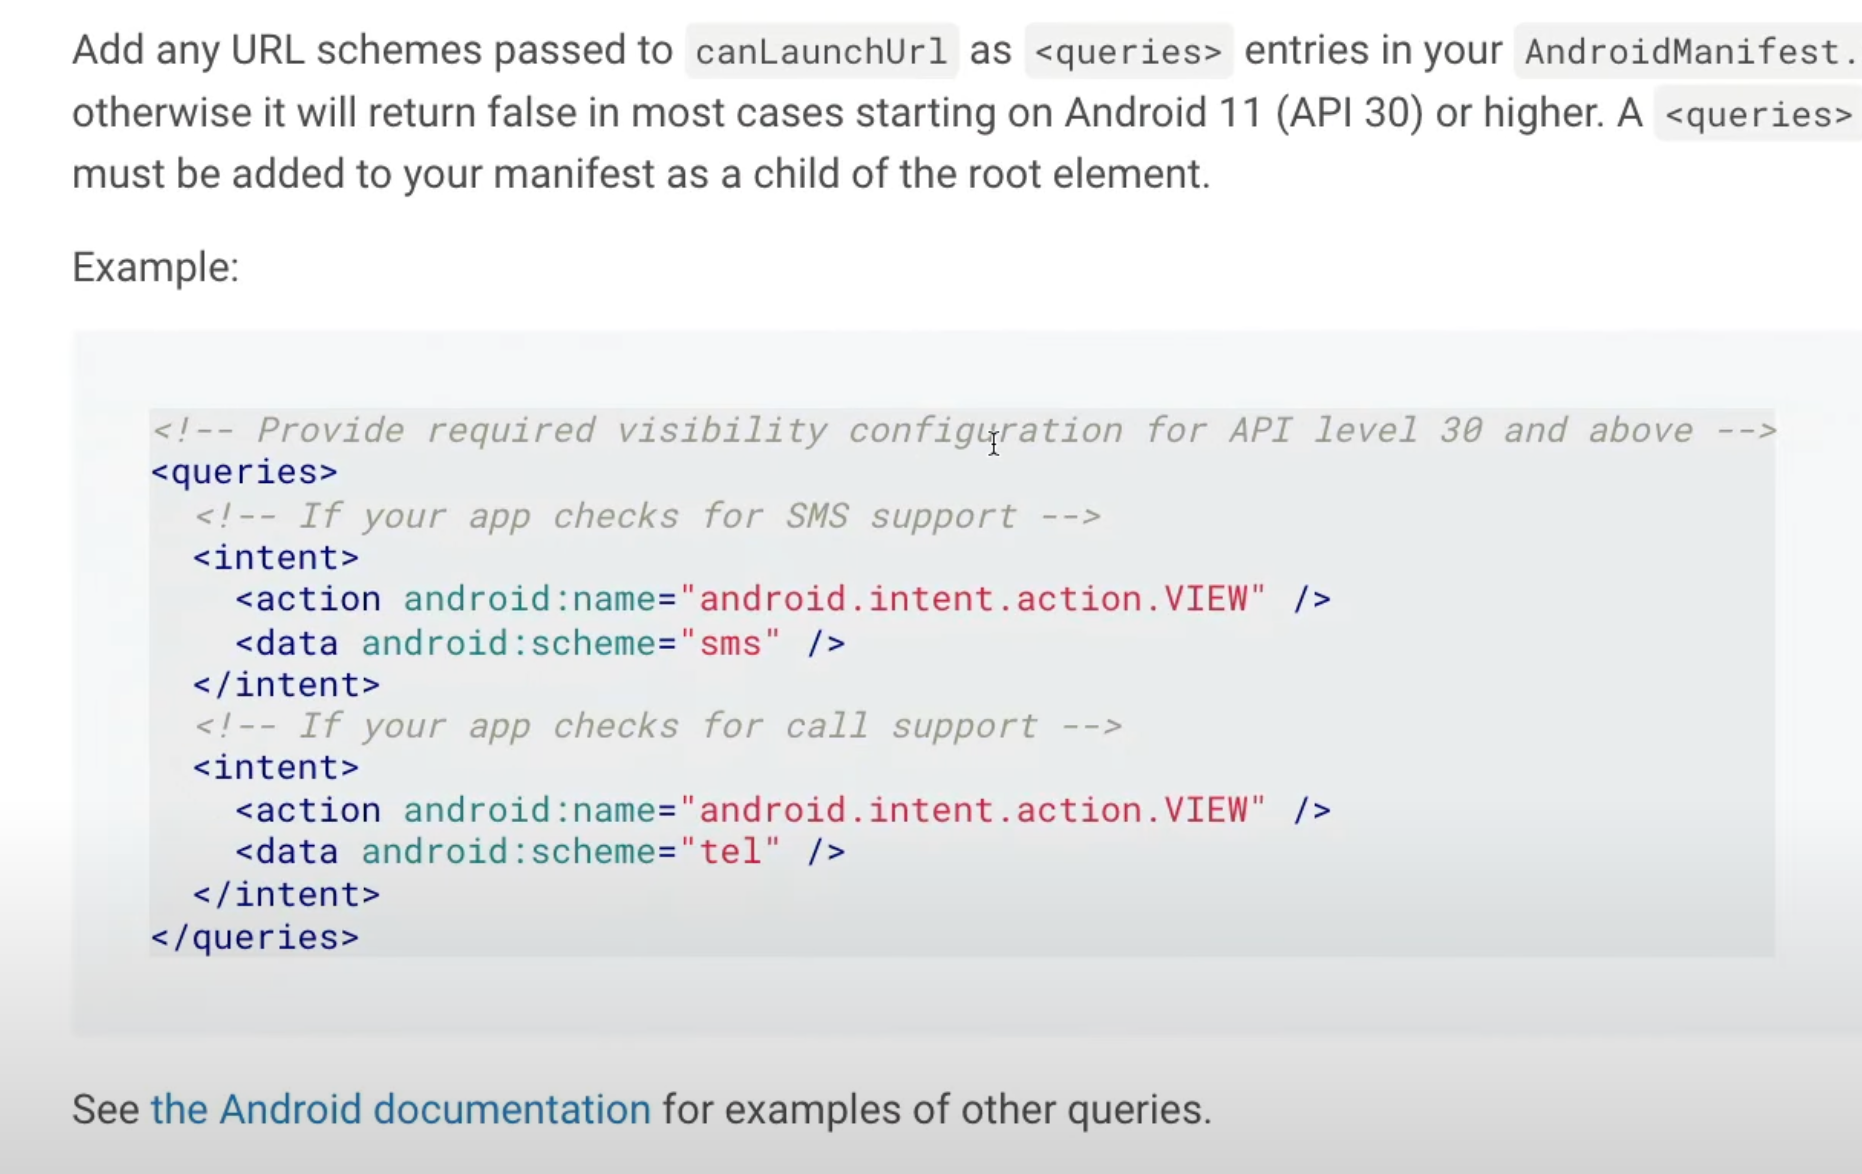 Add any URL schemes passed to canLaunchUrl as <queries> entries in your AndroidManifest.
otherwise it will return false in most cases starting on Android 11 (API 30) or higher. A <queries>
must be added to your manifest as a child of the root element.
Example:
<!-- Provide required visibility configuration for API level 30 and above -->
<queries>
  <!-- If your app checks for SMS support -->
  <intent>
    <action android:name="android.intent.action.VIEW" />
    <data android:scheme="sms" />
  </intent>
  <!-- If your app checks for call support -->
  <intent>
    <action android:name="android.intent.action.VIEW" />
    <data android:scheme="tel" />
  </intent>
</queries>
See the Android documentation for examples of other queries.